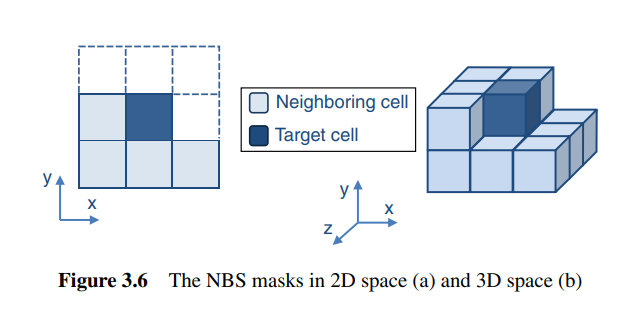 Neighboring cell
Target cell
y
x
y
x
z
Figure 3.6 The NBS masks in 2D space (a) and 3D space (b)